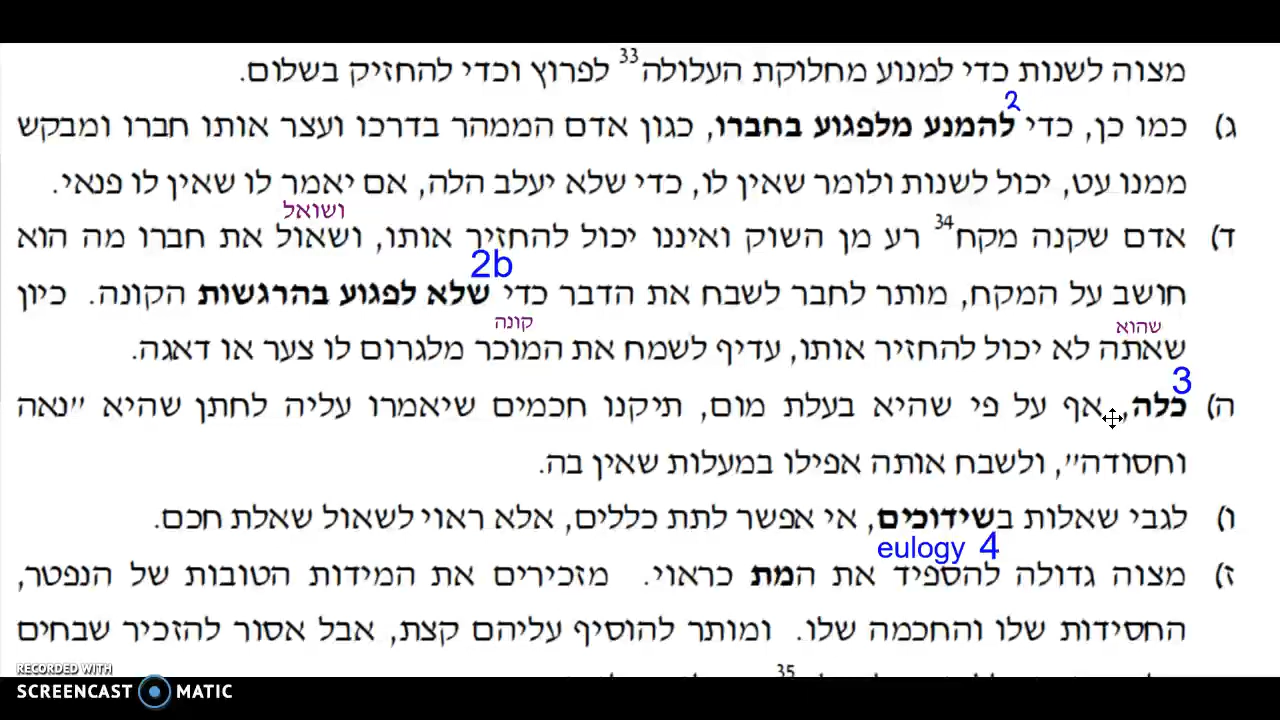 מצוה לשנות כדי למנוע מחלוקת העלולה33 לפרוץ וכדי להחזיק בשלום.
2
ג) כמו כן, כדי להמנע מלפגוע בחברו, כגון אדם הממהר בדרכו ועצר אותו חברו ומבקש
ממנו עט, יכול לשנות ולומר שאין לו, כדי שלא יעלב הלה, אם יאמר לו שאין לו פנאי.
ושואל
ד) אדם שקנה מקח34 רע מן השוק ואיננו יכול להחזיר אותו, ושאול את חברו מה הוא
2b
חושב על המקח, מותר לחבר לשבח את הדבר כדי שלא לפגוע בהרגשות הקונה. כיון
שהוא קונה
שאתה לא יכול להחזיר אותו, עדיף לשמח את המוכר מלגרום לו צער או דאגה.
3
ה) כלה, אף על פי שהיא בעלת מום, תיקנו חכמים שיאמרו עליה לחתן שהיא "נאה
וחסודה", ולשבח אותה אפילו במעלות שאין בה.
ו) לגבי שאלות בשידוכים, אי אפשר לתת כללים, אלא ראוי לשאול שאלת חכם.
eulogy 4
ז) מצוה גדולה להספיד את המת כראוי. מזכירים את המידות הטובות של הנפטר,
החסידות שלו והחכמה שלו. ומותר להוסיף עליהם קצת, אבל אסור להזכיר שבחים
35
RECORDED WITH
SCREENCAST MATIC